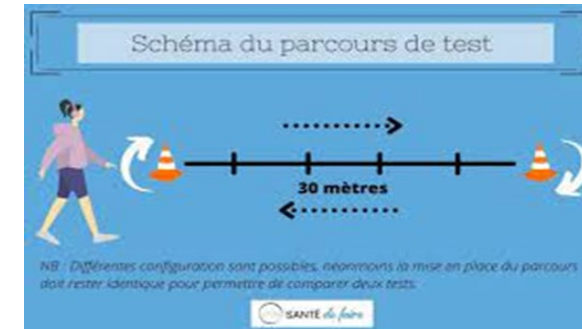 Schéma du parcours de test
30 mètres
NB : Différentes configuration sont possibles, néanmoins la mise en place du parcours
doit rester identique pour permettre de comparer deux tests.
SANTÉ de faire